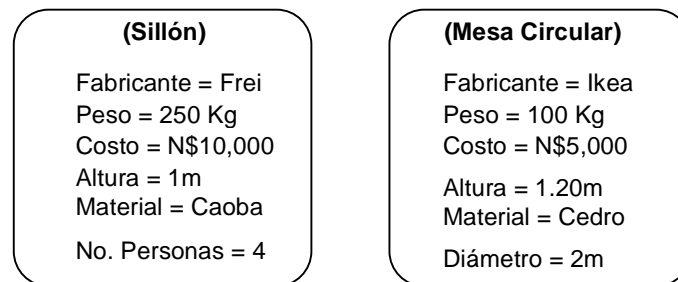 (Sillón)
Fabricante = Frei
Peso = 250 Kg
Costo = N$10,000
Altura = 1m
Material = Caoba
No. Personas = 4
(Mesa Circular)
Fabricante = Ikea
Peso = 100 Kg
Costo = N$5,000
Altura = 1.20m
Material = Cedro
Diámetro = 2m